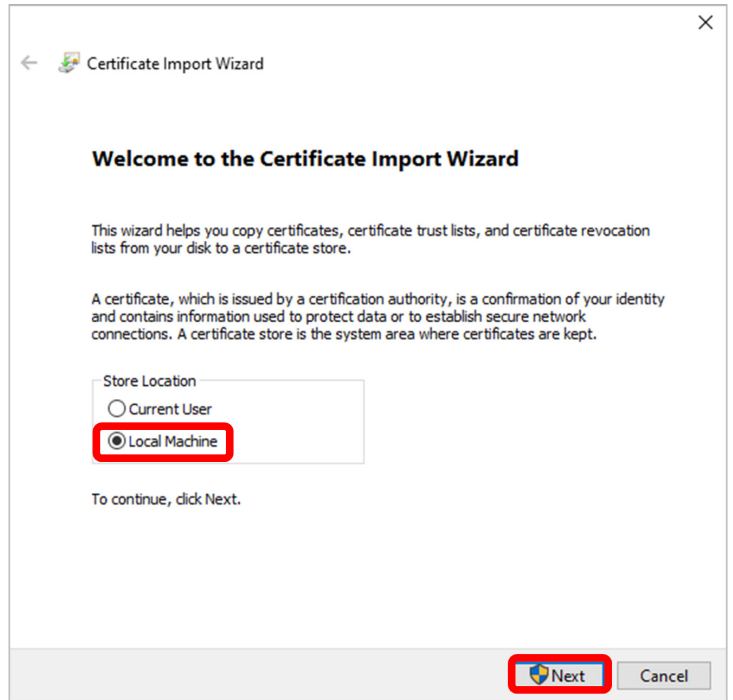 Certificate Import Wizard
Welcome to the Certificate Import Wizard
This wizard helps you copy certificates, certificate trust lists, and certificate revocation
lists from your disk to a certificate store.
A certificate, which is issued by a certification authority, is a confirmation of your identity
and contains information used to protect data or to establish secure network
connections. A certificate store is the system area where certificates are kept.
Store Location
Current User
Local Machine
To continue, click Next.
Next
Cancel